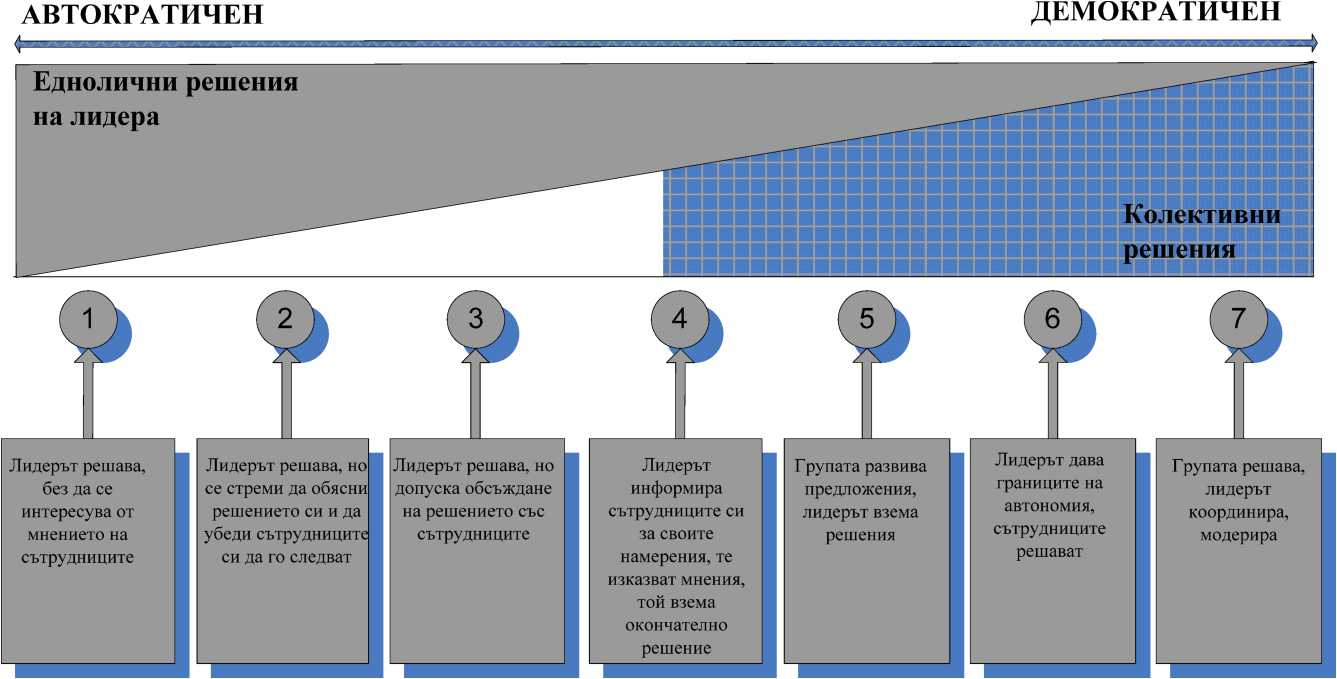 АВТОКРАТИЧЕН
ДЕМОКРАТИЧЕН
Еднолични решения
на лидера
Колективни
решения
1
2
3
4
5
6
7
Лидерът решава,
без да се
интересува от
мнението на
сътрудниците
Лидерът решава, но
се стреми да обясни
решението си и да
убеди сътрудниците
си да го следват
Лидерът решава, но
допуска обсъждане
на решението със
сътрудниците
Лидерът
информира
сътрудниците си
за своите
намерения, те
изказват мнения,
той взема
окончателно
решение
Групата развива
предложения,
лидерът взема
решения
Лидерът дава
границите на
автономия,
сътрудниците
решават
Групата решава,
лидерът
координира,
модерира